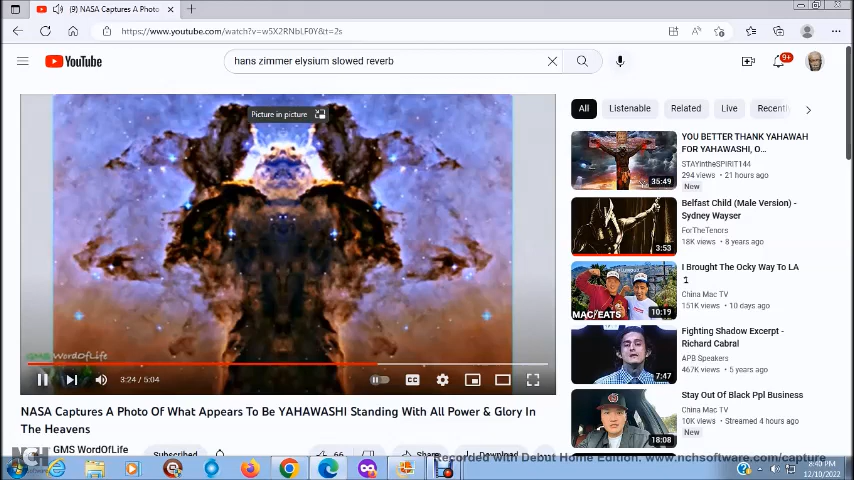 (9) NASA Captures A Photo
https://www.youtube.com/watch?v=w5X2RNbLF0Y&t=2s
YouTube
hans zimmer elysium slowed reverb
9+
Picture in picture
GMS WordOfLife
3:24 / 5:04
CC
NASA Captures A Photo Of What Appears To Be YAHAWASHI Standing With All Power & Glory In
The Heavens
GMS WordOfLife
Subscribed
66
Share
Download
All
Listenable
Related
Live
Recently
YOU BETTER THANK YAHAWAH
FOR YAHAWASHI, O...
STAYintheSPIRIT144
294 views • 21 hours ago
New
35:49
Belfast Child (Male Version) -
Sydney Wayser
ForTheTenors
18K views • 8 years ago
3:53
I Brought The Ocky Way To LA
1
China Mac TV
151K views • 10 days ago
MAC EATS
10:19
Fighting Shadow Excerpt -
Richard Cabral
APB Speakers
467K views • 5 years ago
7:47
Stay Out Of Black Ppl Business
China Mac TV
10K views • Streamed 4 hours ago
New
18:08
NCH
Software
Recorded with Debut Home Edition. www.nchsoftware.com/capture
8:40 PM
12/10/2022